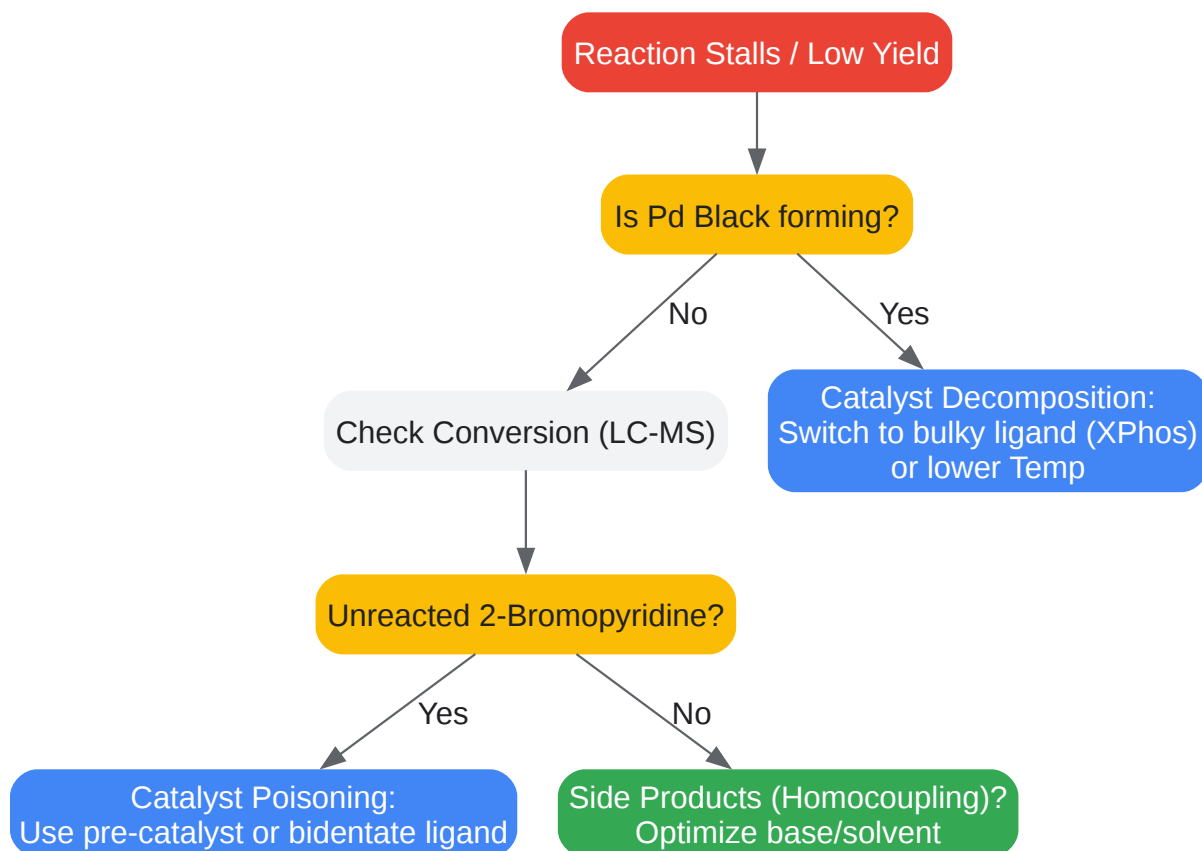 Reaction Stalls / Low Yield
Is Pd Black forming?
No
Yes
Check Conversion (LC-MS)
Catalyst Decomposition:
Switch to bulky ligand (XPhos)
or lower Temp
Unreacted 2-Bromopyridine?
Yes
No
Catalyst Poisoning:
Use pre-catalyst or bidentate ligand
Side Products (Homocoupling)?
Optimize base/solvent